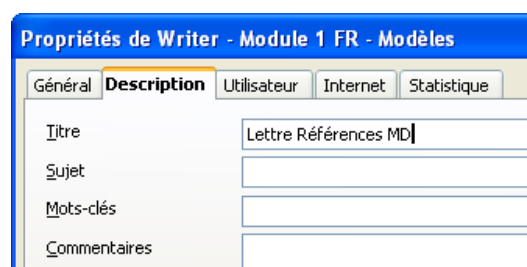 Propriétés de Writer - Module 1 FR - Modèles
Général Description Utilisateur Internet Statistique
Titre Lettre Références MD
Sujet
Mots-clés
Commentaires